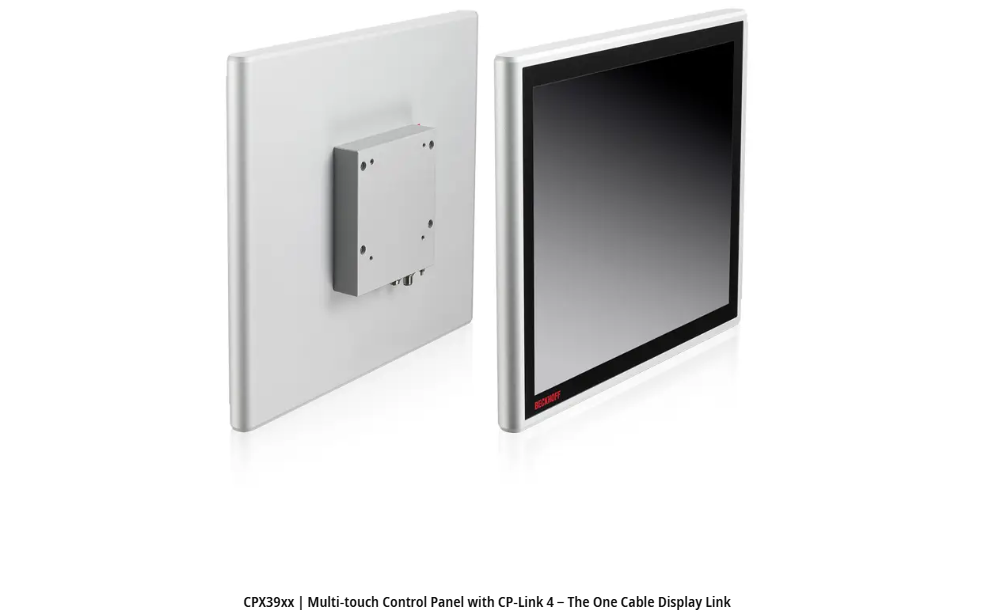 BECKHOFF
CPX39xx | Multi-touch Control Panel with CP-Link 4 – The One Cable Display Link